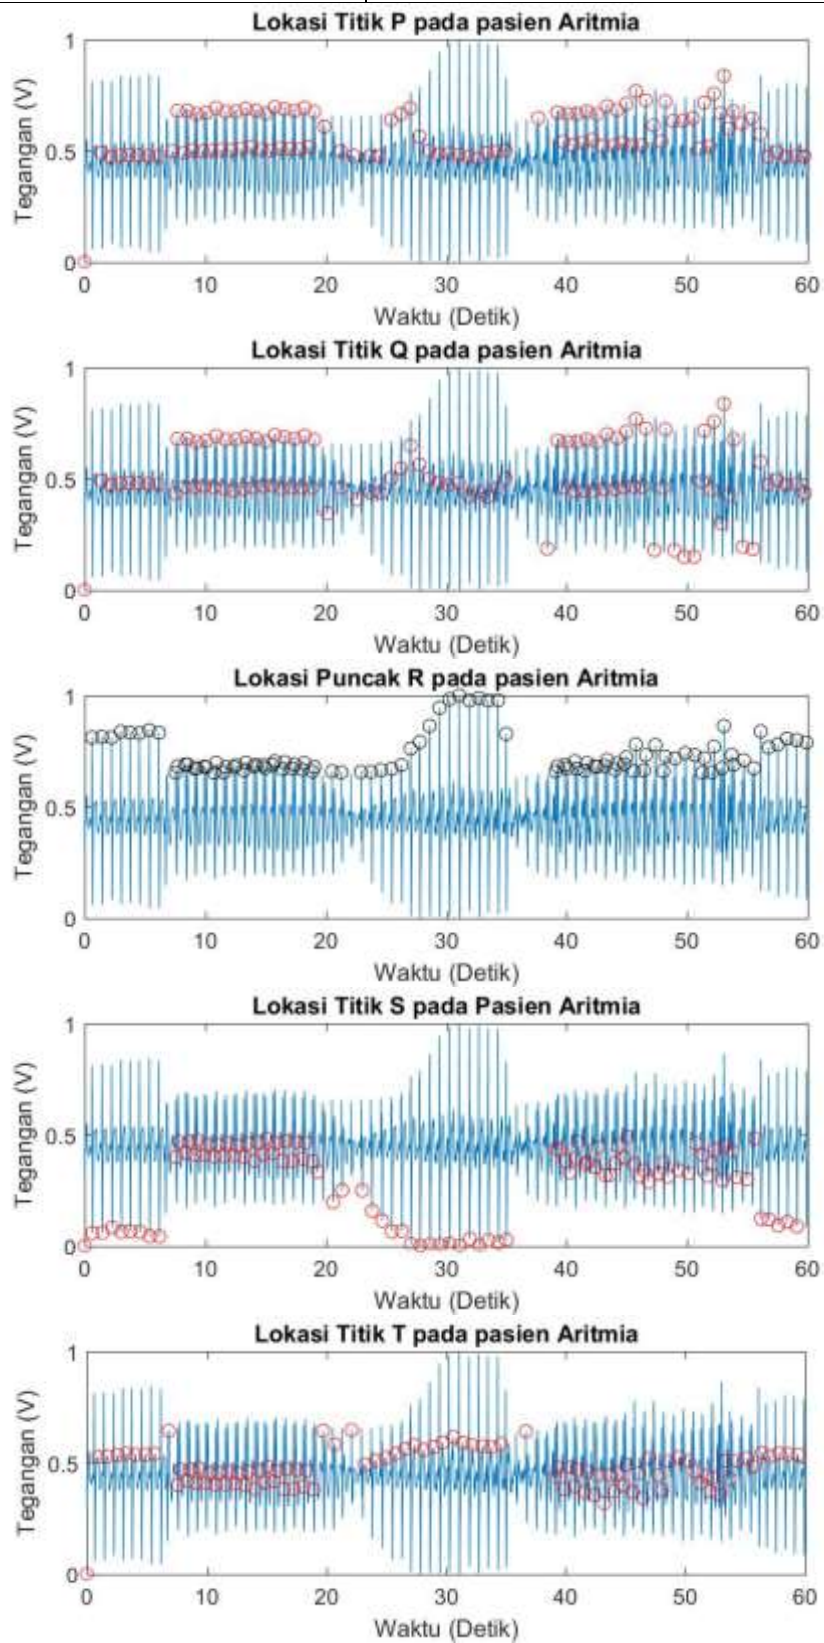 Lokasi Titik P pada pasien Aritmia
1
0.5
0
Tegangan (V)
0 10 20 30 40 50 60
Waktu (Detik)
Lokasi Titik Q pada pasien Aritmia
1
0.5
0
Tegangan (V)
0 10 20 30 40 50 60
Waktu (Detik)
Lokasi Puncak R pada pasien Aritmia
1
0.5
0
Tegangan (V)
0 10 20 30 40 50 60
Waktu (Detik)
Lokasi Titik S pada Pasien Aritmia
1
0.5
0
Tegangan (V)
0 10 20 30 40 50 60
Waktu (Detik)
Lokasi Titik T pada pasien Aritmia
1
0.5
0
Tegangan (V)
0 10 20 30 40 50 60
Waktu (Detik)